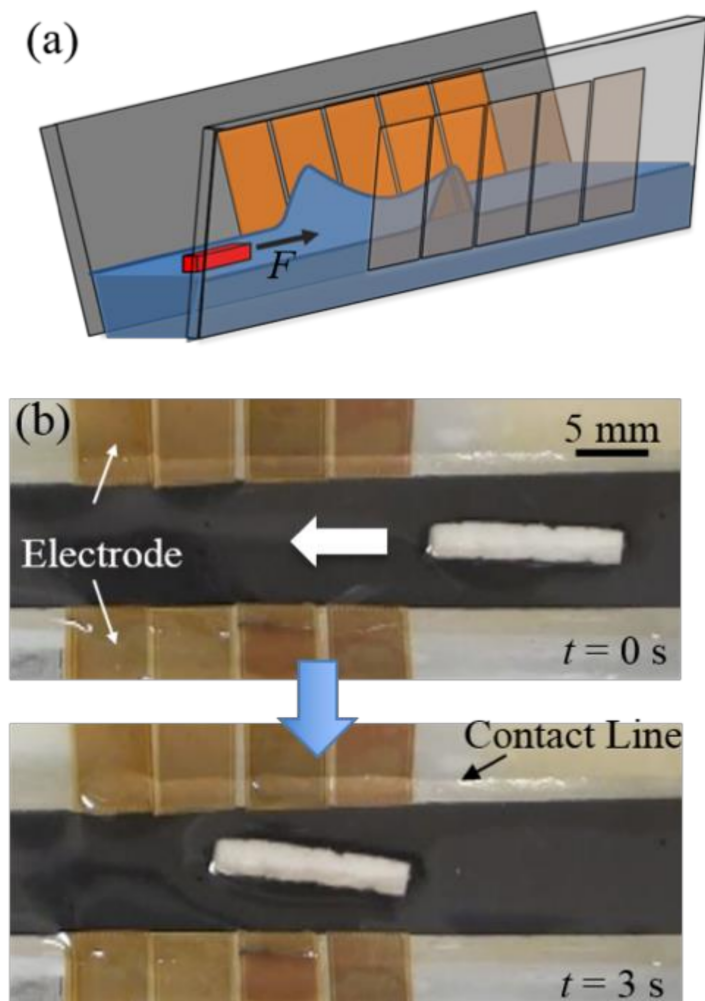 (a)
F
(b)
5 mm
Electrode
t = 0 s
Contact Line
t = 3 s